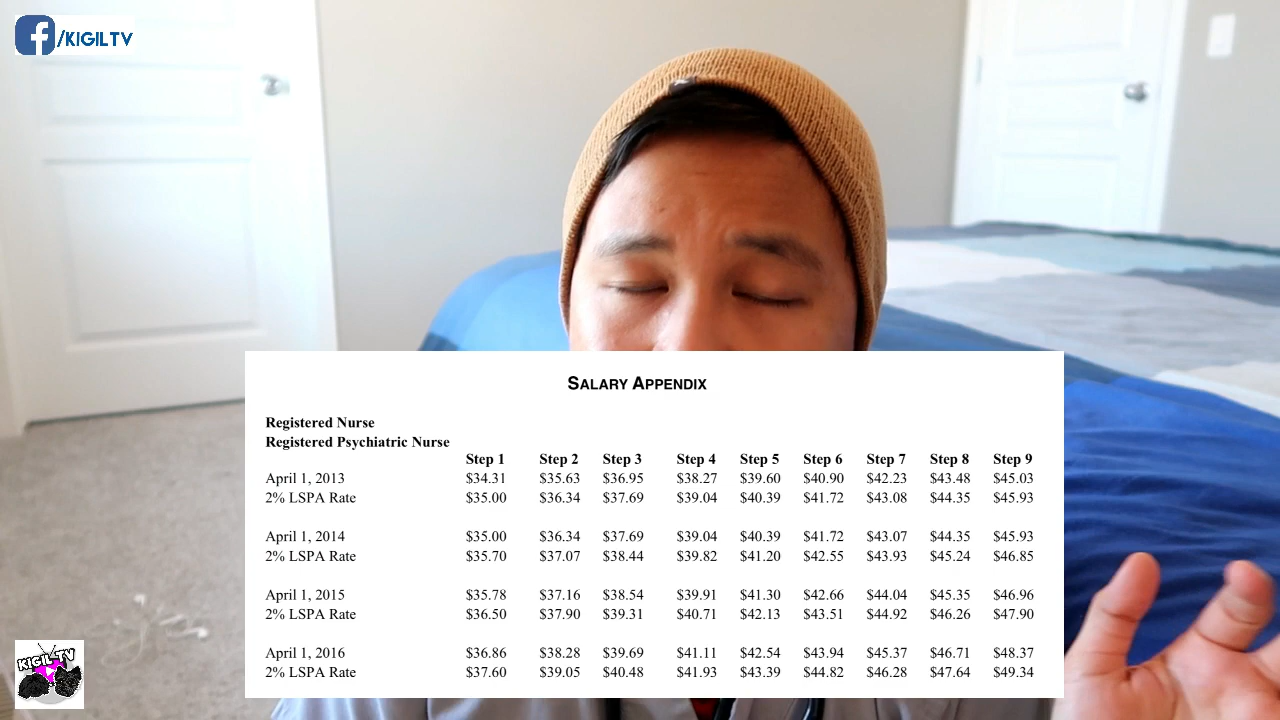 f/KIGILTV
SALARY APPENDIX
Registered Nurse
Registered Psychiatric Nurse
Step 1 Step 2 Step 3 Step 4 Step 5 Step 6 Step 7 Step 8 Step 9
April 1, 2013 $34.31 $35.63 $36.95 $38.27 $39.60 $40.90 $42.23 $43.48 $45.03
2% LSPA Rate $35.00 $36.34 $37.69 $39.04 $40.39 $41.72 $43.08 $44.35 $45.93
April 1, 2014 $35.00 $36.34 $37.69 $39.04 $40.39 $41.72 $43.07 $44.35 $45.93
2% LSPA Rate $35.70 $37.07 $38.44 $39.82 $41.20 $42.55 $43.93 $45.24 $46.85
April 1, 2015 $35.78 $37.16 $38.54 $39.91 $41.30 $42.66 $44.04 $45.35 $46.96
2% LSPA Rate $36.50 $37.90 $39.31 $40.71 $42.13 $43.51 $44.92 $46.26 $47.90
April 1, 2016 $36.86 $38.28 $39.69 $41.11 $42.54 $43.94 $45.37 $46.71 $48.37
2% LSPA Rate $37.60 $39.05 $40.48 $41.93 $43.39 $44.82 $46.28 $47.64 $49.34
KIGILTV